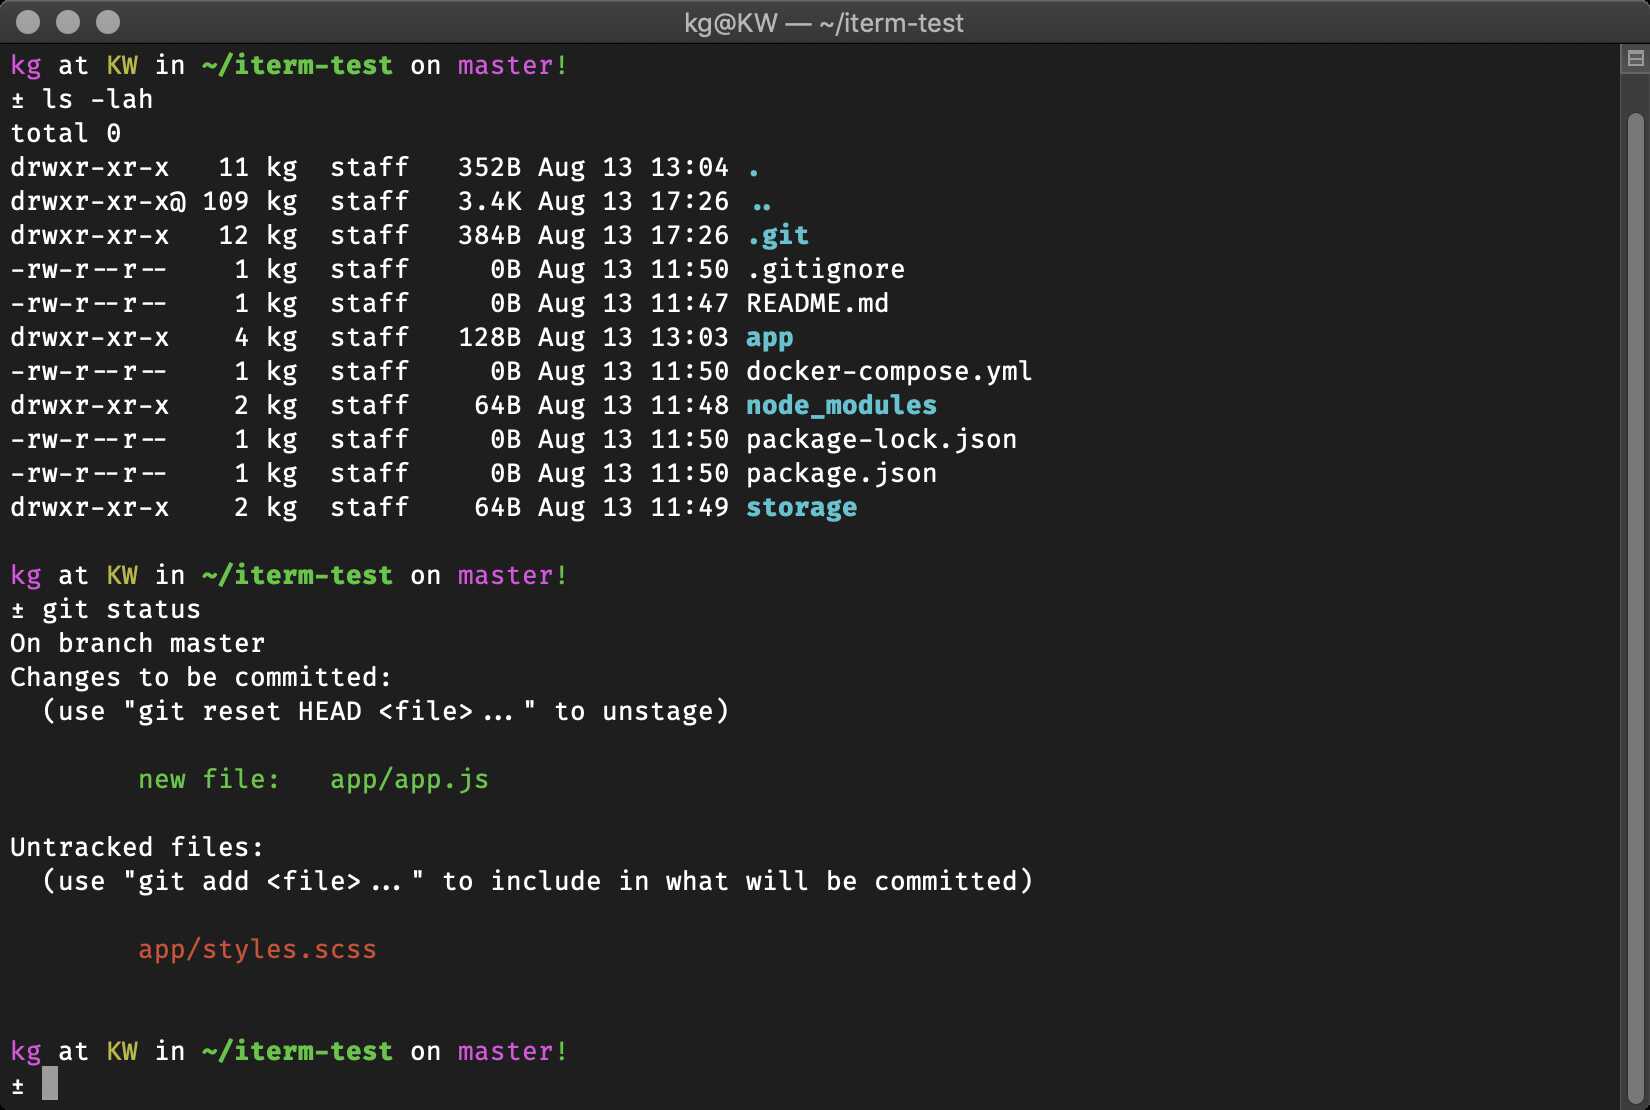 kg@KW — ~/iterm-test
kg at KW in ~/iterm-test on master!
± ls -lah
total 0
drwxr-xr-x   11 kg  staff   352B Aug 13 13:04 .
drwxr-xr-x@ 109 kg  staff   3.4K Aug 13 17:26 ..
drwxr-xr-x   12 kg  staff   384B Aug 13 17:26 .git
-rw-r--r--    1 kg  staff     0B Aug 13 11:50 .gitignore
-rw-r--r--    1 kg  staff     0B Aug 13 11:47 README.md
drwxr-xr-x    4 kg  staff   128B Aug 13 13:03 app
-rw-r--r--    1 kg  staff     0B Aug 13 11:50 docker-compose.yml
drwxr-xr-x    2 kg  staff    64B Aug 13 11:48 node_modules
-rw-r--r--    1 kg  staff     0B Aug 13 11:50 package-lock.json
-rw-r--r--    1 kg  staff     0B Aug 13 11:50 package.json
drwxr-xr-x    2 kg  staff    64B Aug 13 11:49 storage
kg at KW in ~/iterm-test on master!
± git status
On branch master
Changes to be committed:
  (use "git reset HEAD <file>..." to unstage)
        new file:   app/app.js
Untracked files:
  (use "git add <file>..." to include in what will be committed)
        app/styles.scss
kg at KW in ~/iterm-test on master!
±